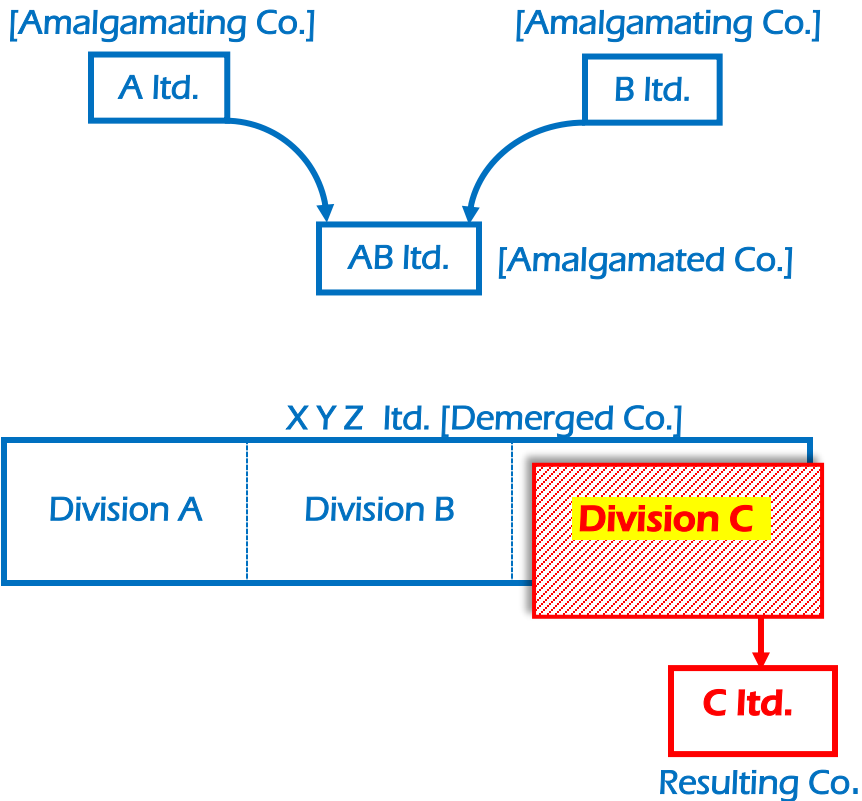 [Amalgamating Co.] [Amalgamating Co.]
A ltd. B ltd.
AB ltd. [Amalgamated Co.]
X Y Z ltd. [Demerged Co.]
Division A Division B Division C
C ltd.
Resulting Co.